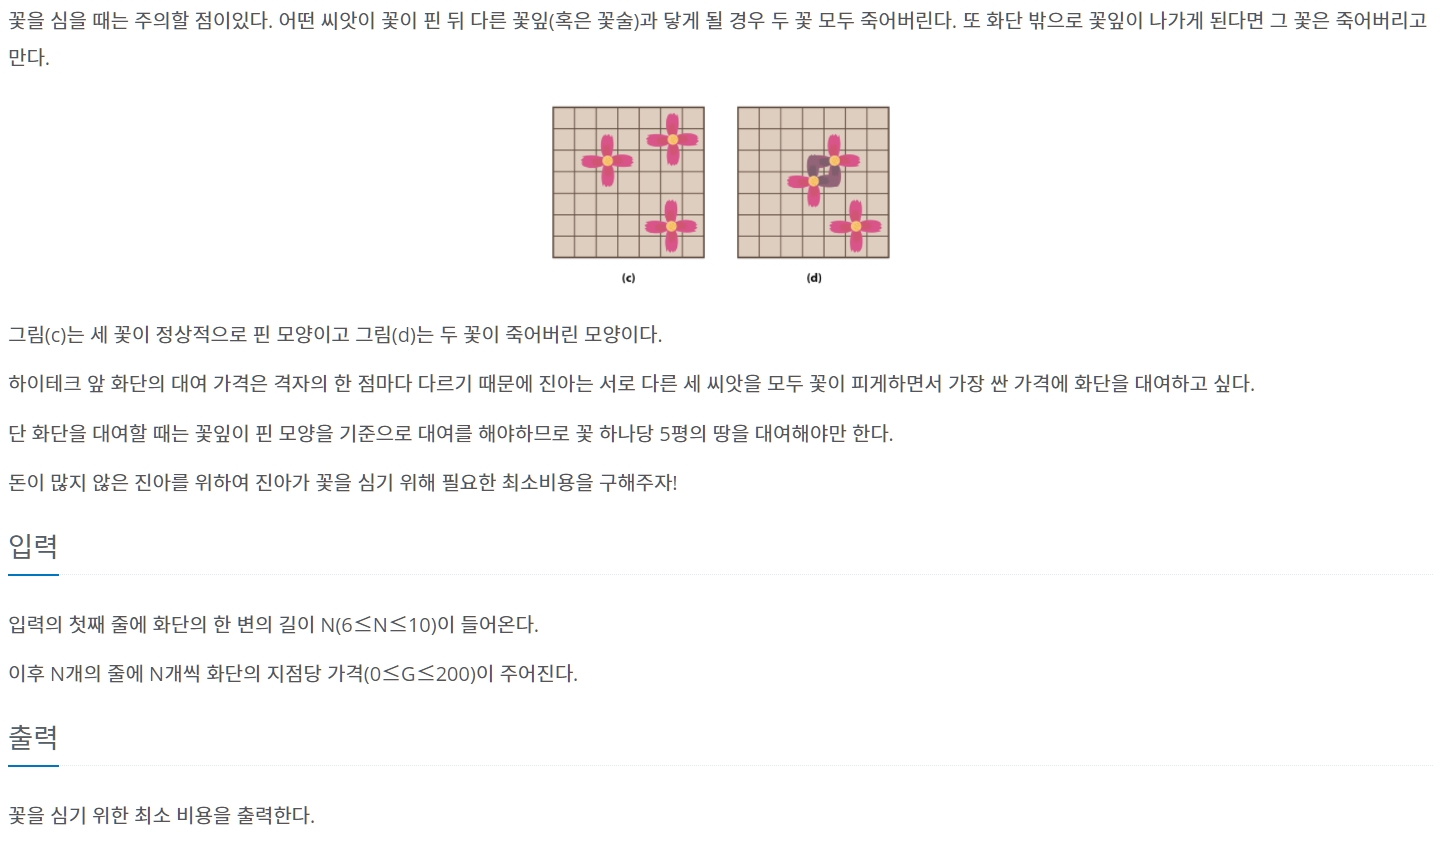 꽃을 심을 때는 주의할 점이있다. 어떤 씨앗이 꽃이 핀 뒤 다른 꽃잎(혹은 꽃술)과 닿게 될 경우 두 꽃 모두 죽어버린다. 또 화단 밖으로 꽃잎이 나가게 된다면 그 꽃은 죽어버리고
만다.
(c) (d)
그림(c)는 세 꽃이 정상적으로 핀 모양이고 그림(d)는 두 꽃이 죽어버린 모양이다.
하이테크 앞 화단의 대여 가격은 격자의 한 점마다 다르기 때문에 진아는 서로 다른 세 씨앗을 모두 꽃이 피게하면서 가장 싼 가격에 화단을 대여하고 싶다.
단 화단을 대여할 때는 꽃잎이 핀 모양을 기준으로 대여를 해야하므로 꽃 하나당 5평의 땅을 대여해야만 한다.
돈이 많지 않은 진아를 위하여 진아가 꽃을 심기 위해 필요한 최소비용을 구해주자!
입력
입력의 첫째 줄에 화단의 한 변의 길이 N(6≤N≤10)이 들어온다.
이후 N개의 줄에 N개씩 화단의 지점당 가격(0≤G≤200)이 주어진다.
출력
꽃을 심기 위한 최소 비용을 출력한다.